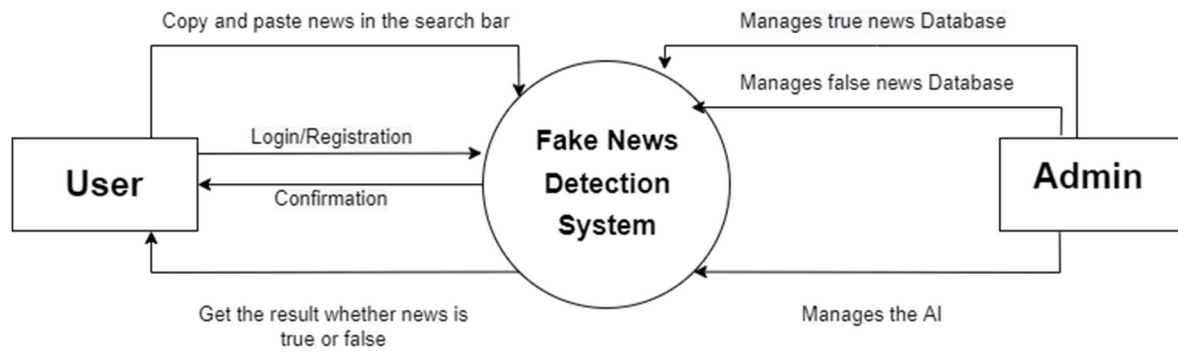 Copy and paste news in the search bar
Manages true news Database
Manages false news Database
Login/Registration
Fake News
Detection
System
User
Admin
Confirmation
Get the result whether news is
true or false
Manages the AI